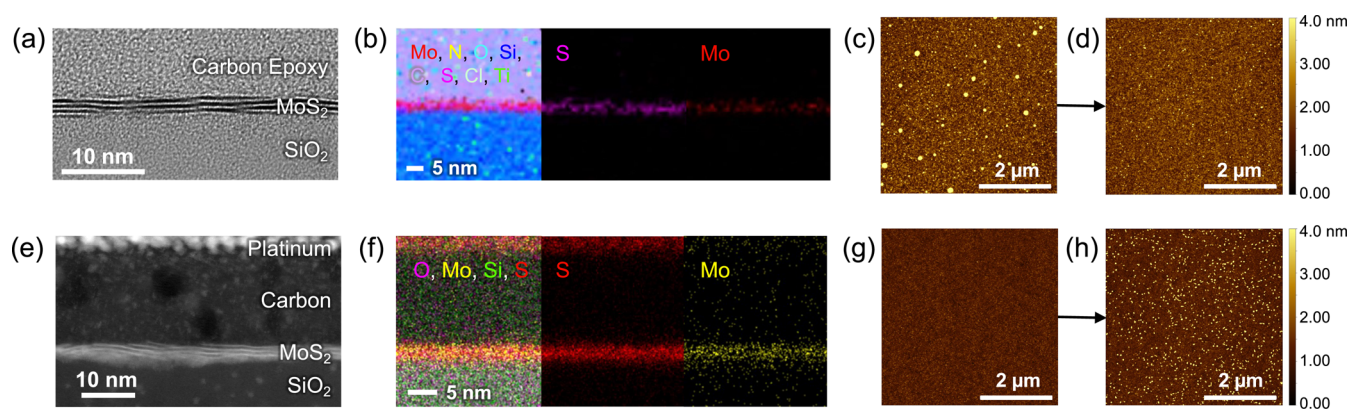 (a)
Carbon Epoxy
MoS₂
SiO₂
10 nm
(b)
Mo, N, O, Si,
C, S, Cl, Ti
S
Mo
5 nm
(c)
2 µm
(d)
2 µm
4.0 nm
3.00
2.00
1.00
0.00
(e)
Platinum
Carbon
MoS₂
SiO₂
10 nm
(f)
O, Mo, Si, S
S
Mo
5 nm
(g)
2 µm
(h)
2 µm
4.0 nm
3.00
2.00
1.00
0.00